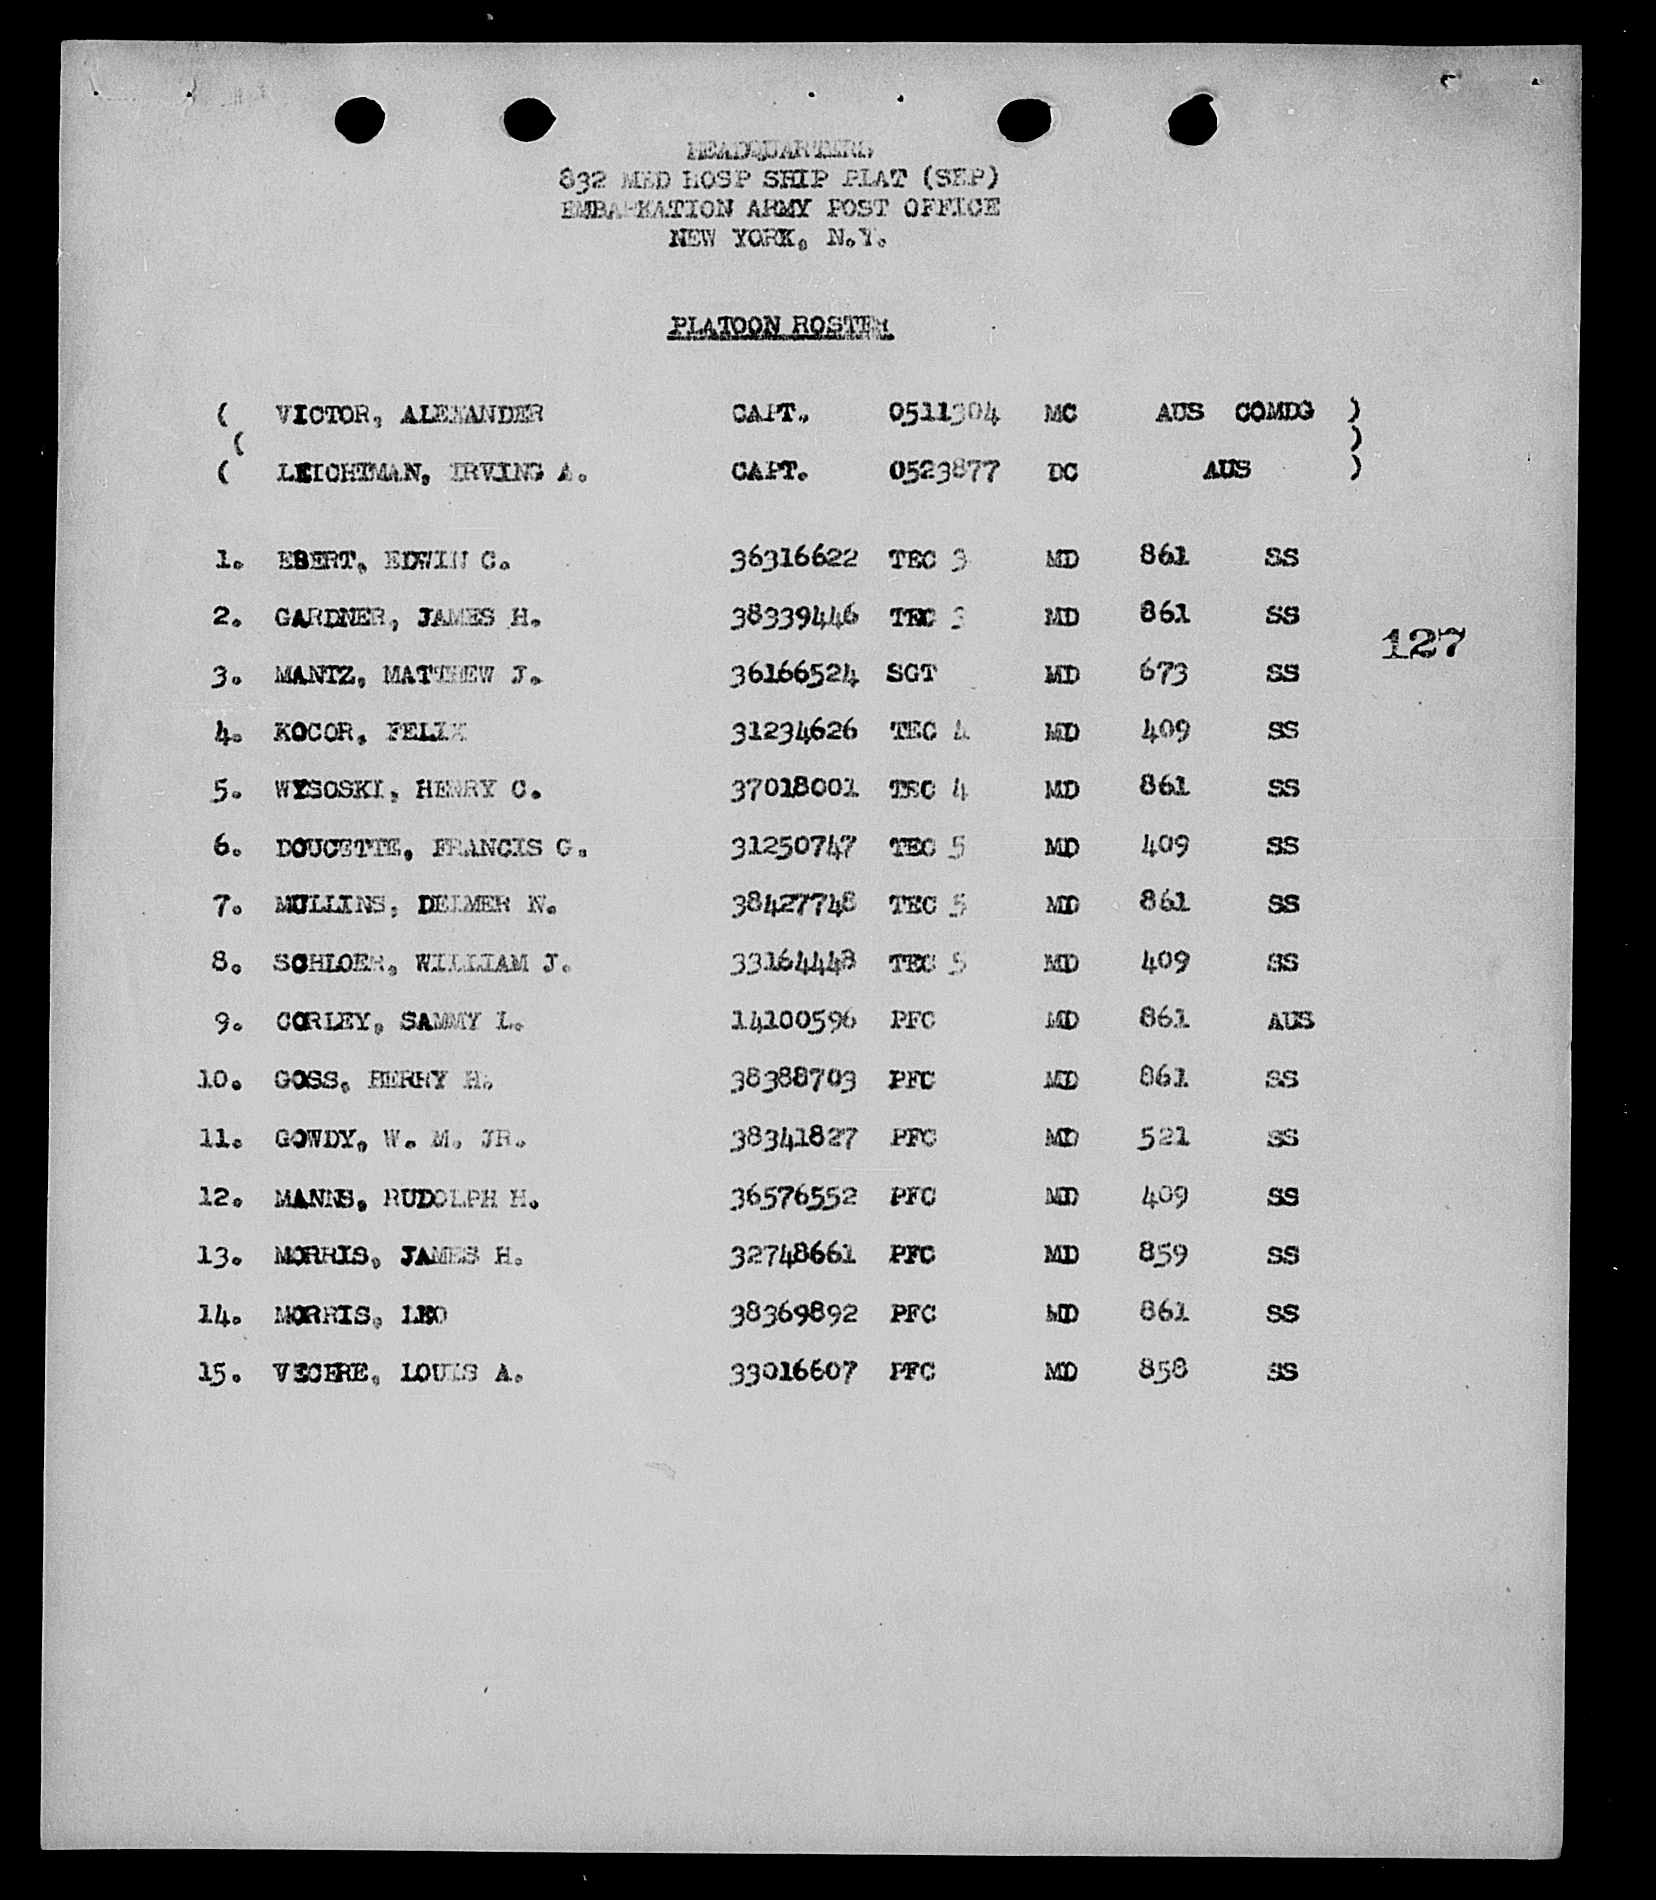 HEADQUARTERS
832 MED HOSP SHIP PLAT (SEP)
EMBARKATION ARMY POST OFFICE
NEW YORK, N.Y.
PLATOON ROSTER
( VICTOR, ALEXANDER CAPT. 0511304 MC AUS COMDG )
( )
( LEICHTMAN, IRVING A. CAPT. 0523877 DC AUS )
1. EBERT, EDWIN C. 36316622 TEC 3 MD 861 SS
2. GARDNER, JAMES H. 38339446 TEC 3 MD 861 SS
127
3. MANTZ, MATTHEW J. 36166524 SGT MD 673 SS
4. KOCOR, FELIX 31234626 TEC 4 MD 409 SS
5. WYSOSKI, HENRY C. 37018001 TEC 4 MD 861 SS
6. DOUCETTE, FRANCIS G. 31250747 TEC 5 MD 409 SS
7. MULLINS, DELMER N. 38427748 TEC 5 MD 861 SS
8. SCHLOER, WILLIAM J. 33164448 TEC 5 MD 409 SS
9. CORLEY, SAMMY L. 14100596 PFC MD 861 AUS
10. GOSS, BERRY H. 38388703 PFC MD 861 SS
11. GOWDY, W. M. JR. 38341827 PFC MD 521 SS
12. MANNS, RUDOLPH H. 36576552 PFC MD 409 SS
13. MORRIS, JAMES H. 32748661 PFC MD 859 SS
14. MORRIS, LEO 38369892 PFC MD 861 SS
15. VECERE, LOUIS A. 33016607 PFC MD 858 SS